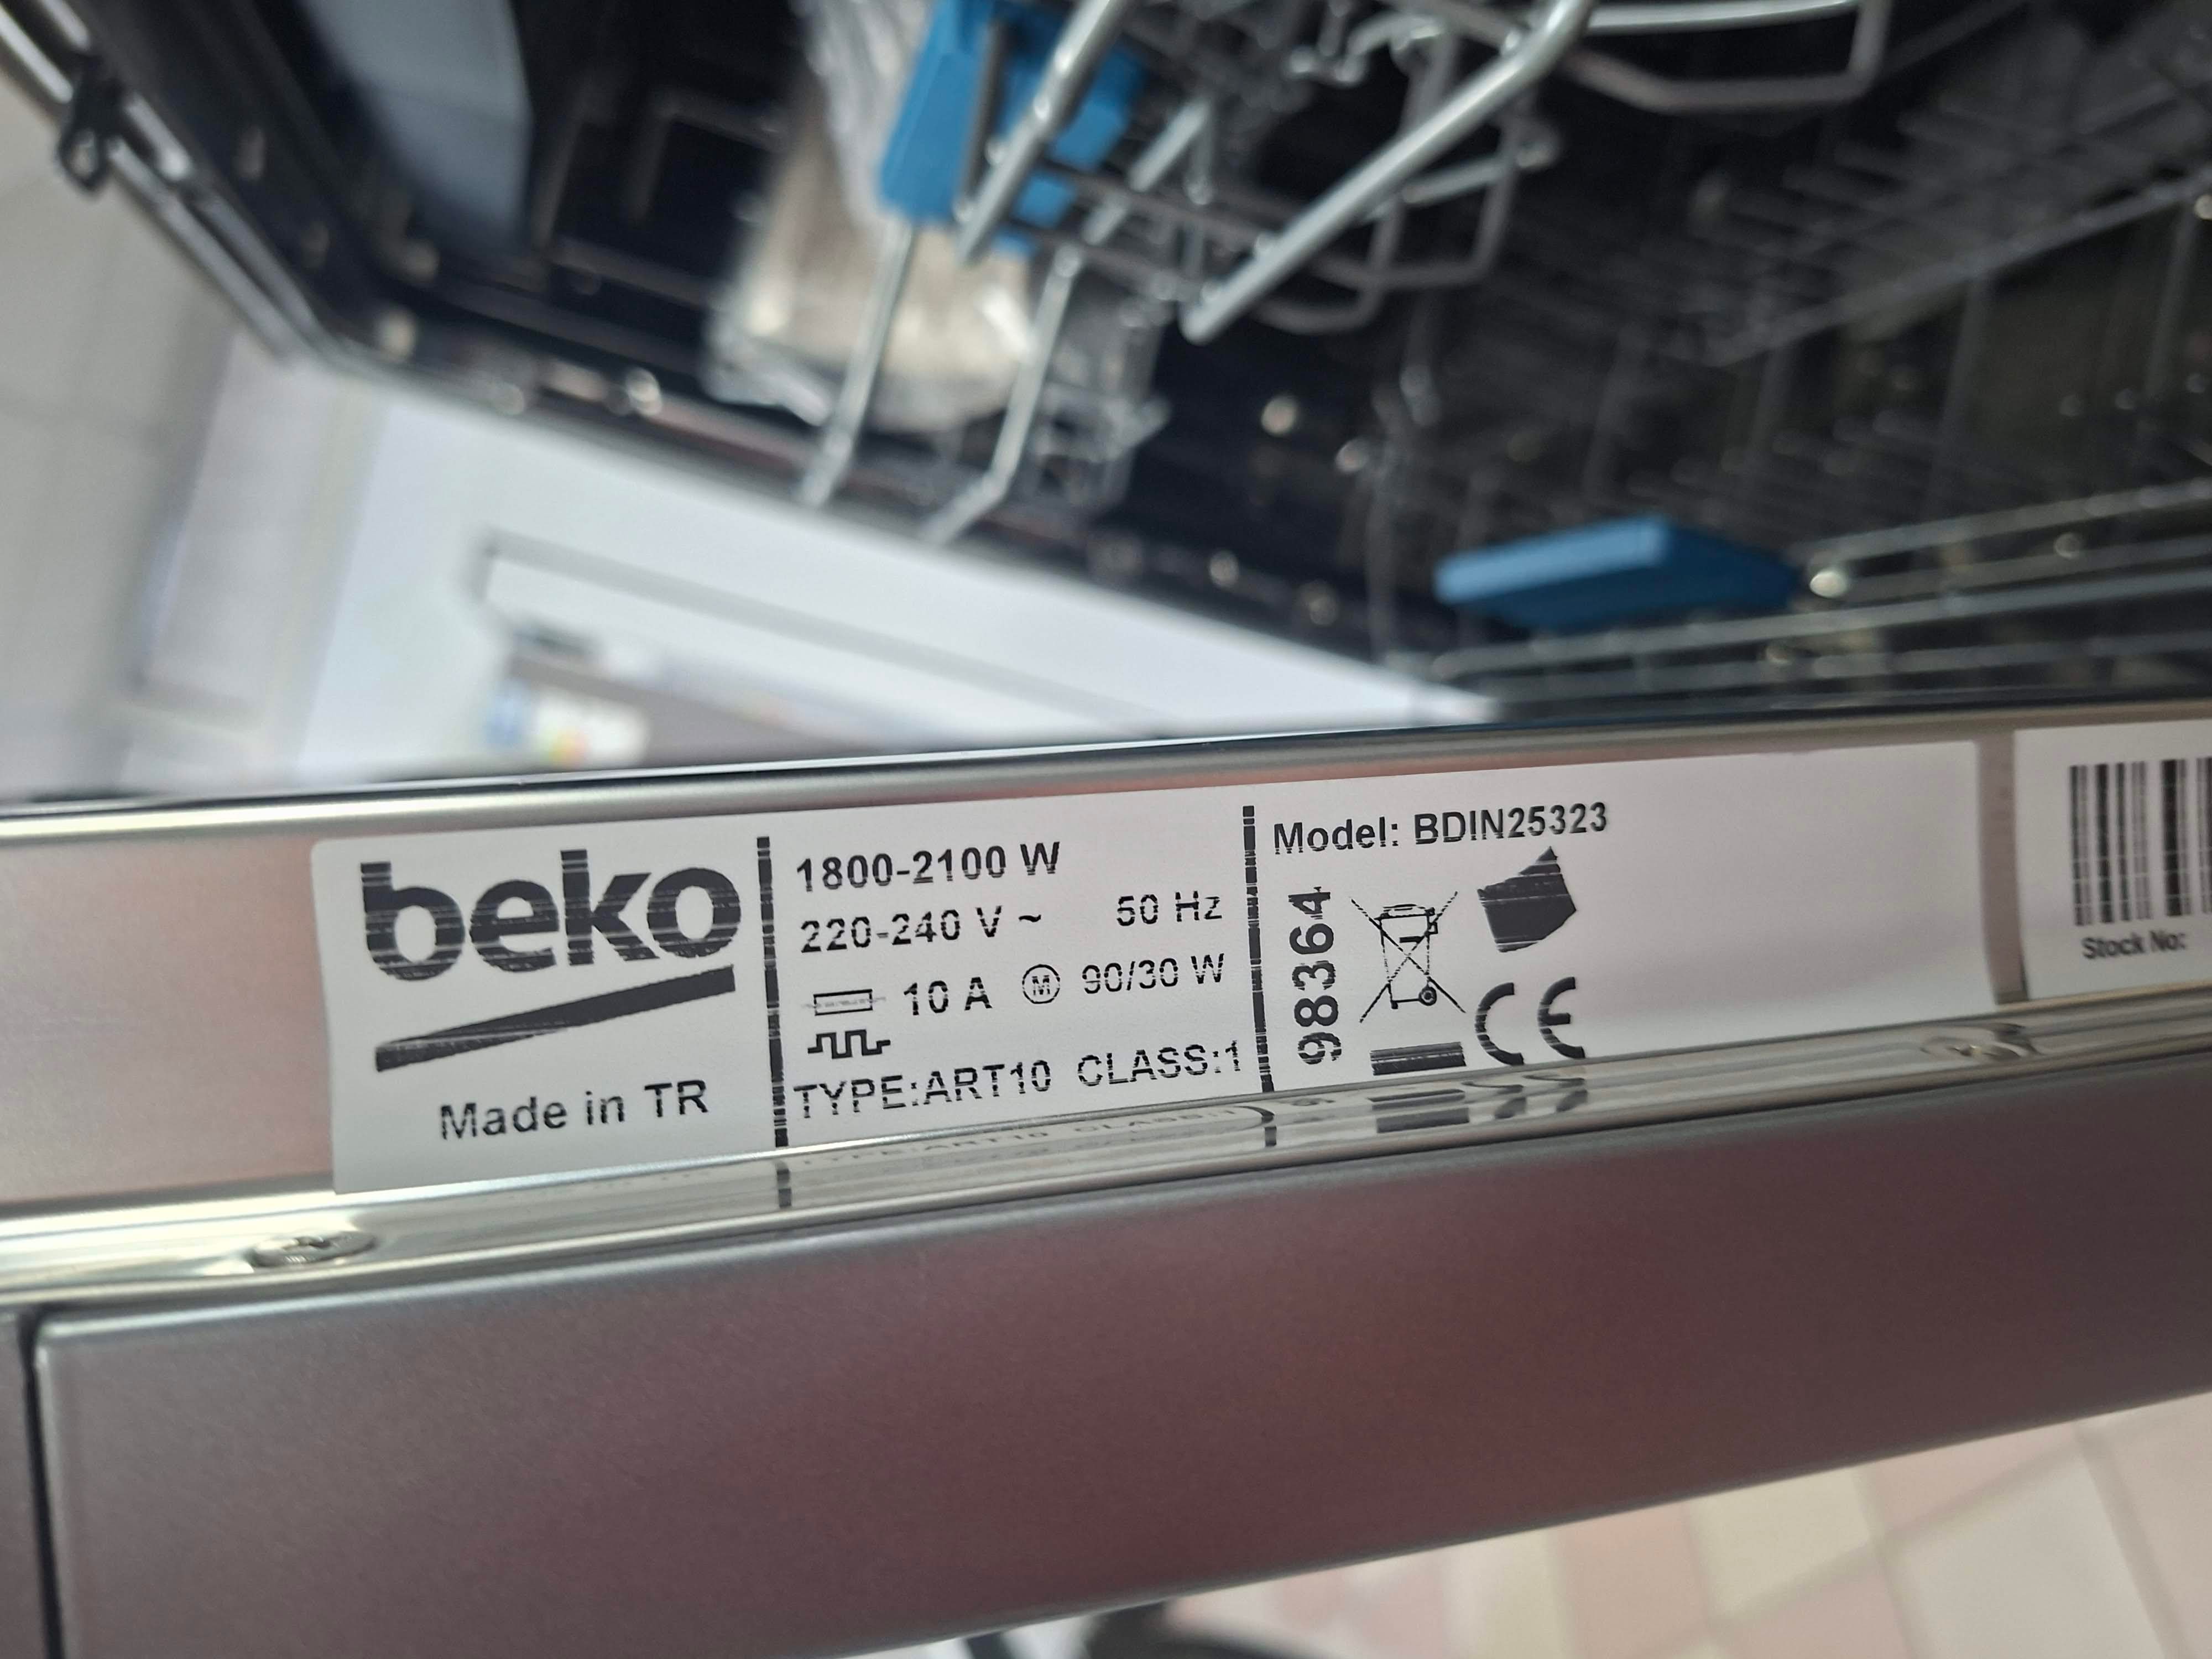 beko
Made in TR
1800-2100 W
220-240 V ~ 50 Hz
10 A M 90/30 W
TYPE:ART10 CLASS:1
Model: BDIN25323
98364
CE
Stock No: